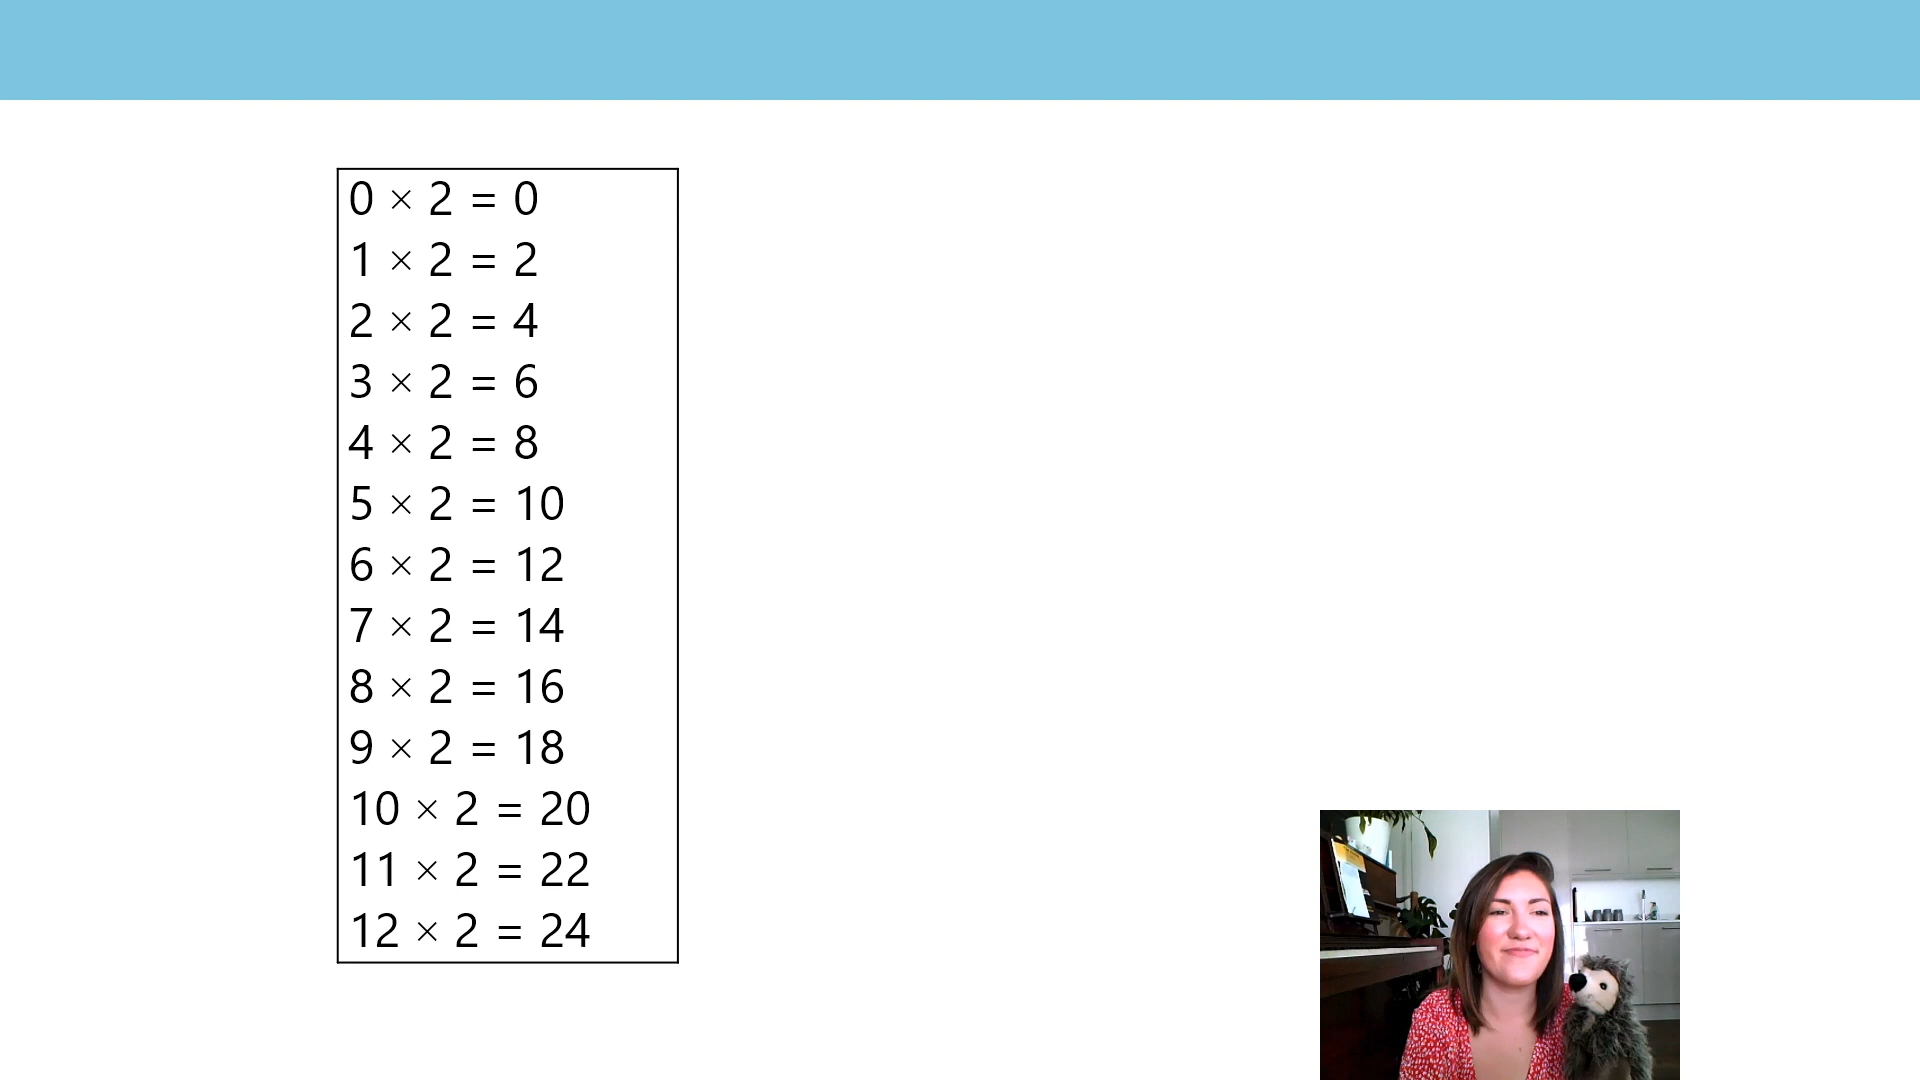 0 × 2 = 0
1 × 2 = 2
2 × 2 = 4
3 × 2 = 6
4 × 2 = 8
5 × 2 = 10
6 × 2 = 12
7 × 2 = 14
8 × 2 = 16
9 × 2 = 18
10 × 2 = 20
11 × 2 = 22
12 × 2 = 24